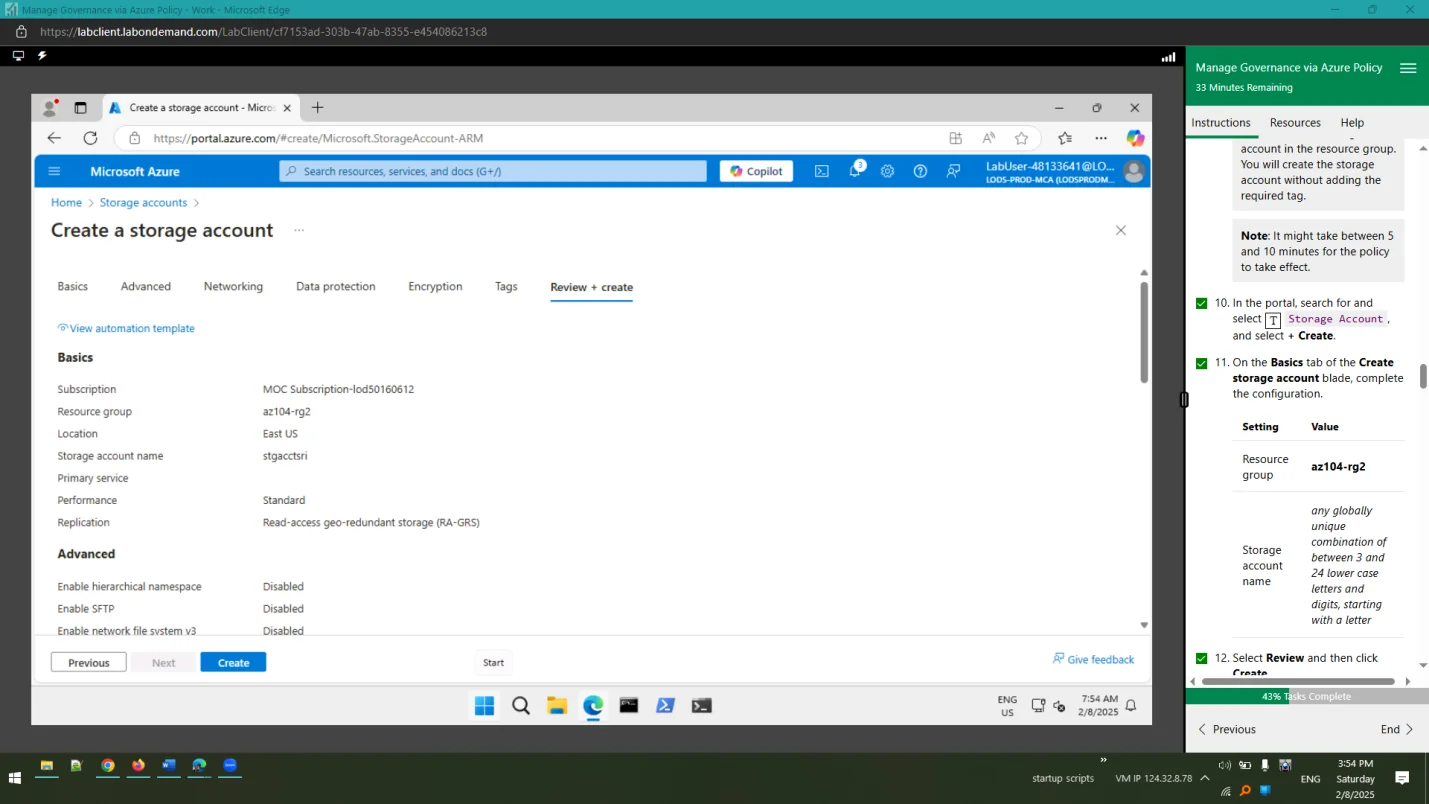 Manage Governance via Azure Policy - Work - Microsoft Edge
https://labclient.labondemand.com/LabClient/cf7153ad-303b-47ab-8355-e454086213c8
Create a storage account - Micro
https://portal.azure.com/#create/Microsoft.StorageAccount-ARM
Microsoft Azure
Search resources, services, and docs (G+/)
Copilot
3
LabUser-48133641@LO...
LODS-PROD-MCA (LODSPRODM...
Home > Storage accounts >
Create a storage account ...
Basics Advanced Networking Data protection Encryption Tags Review + create
View automation template
Basics
Subscription MOC Subscription-lod50160612
Resource group az104-rg2
Location East US
Storage account name stgacctsri
Primary service
Performance Standard
Replication Read-access geo-redundant storage (RA-GRS)
Advanced
Enable hierarchical namespace Disabled
Enable SFTP Disabled
Enable network file system v3 Disabled
Previous Next Create Start Give feedback
ENG
US
7:54 AM
2/8/2025
Manage Governance via Azure Policy
33 Minutes Remaining
Instructions Resources Help
account in the resource group.
You will create the storage
account without adding the
required tag.
Note: It might take between 5
and 10 minutes for the policy
to take effect.
10. In the portal, search for and
select T Storage Account ,
and select + Create.
11. On the Basics tab of the Create
storage account blade, complete
the configuration.
Setting Value
Resource
group
az104-rg2
Storage
account
name
any globally
unique
combination of
between 3 and
24 lower case
letters and
digits, starting
with a letter
12. Select Review and then click
Create
43% Tasks Complete
Previous End
startup scripts
»
VM IP 124.32.8.78
ENG
3:54 PM
Saturday
2/8/2025